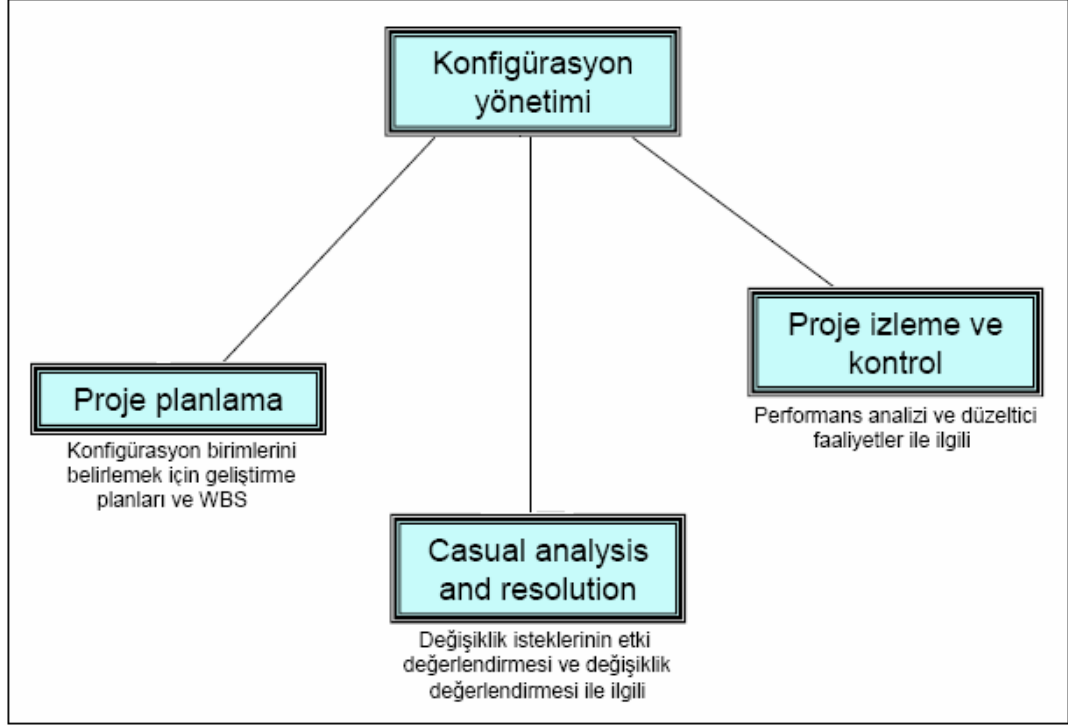 Konfigürasyon
yönetimi
Proje izleme ve
kontrol
Performans analizi ve düzeltici
faaliyetler ile ilgili
Proje planlama
Konfigürasyon birimlerini
belirlemek için geliştirme
planları ve WBS
Casual analysis
and resolution
Değişiklik isteklerinin etki
değerlendirmesi ve değişiklik
değerlendirmesi ile ilgili